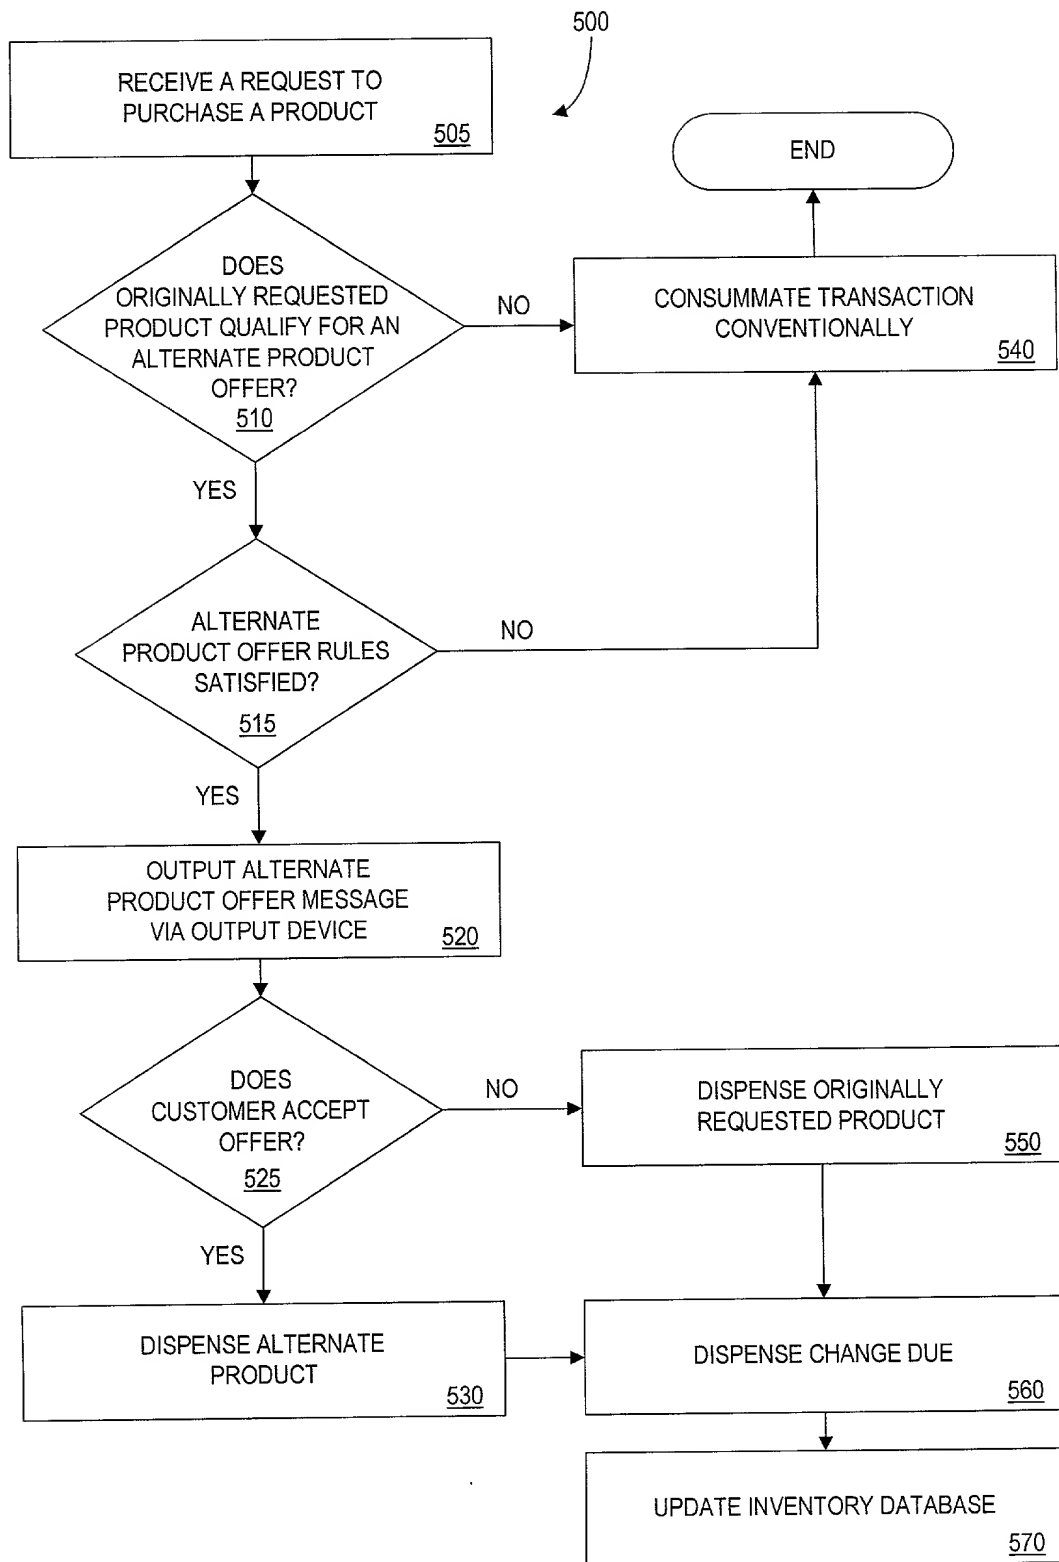 500
RECEIVE A REQUEST TO
PURCHASE A PRODUCT
505
END
DOES
ORIGINALLY REQUESTED
PRODUCT QUALIFY FOR AN
ALTERNATE PRODUCT
OFFER?
510
NO
CONSUMMATE TRANSACTION
CONVENTIONALLY
540
YES
ALTERNATE
PRODUCT OFFER RULES
SATISFIED?
515
NO
YES
OUTPUT ALTERNATE
PRODUCT OFFER MESSAGE
VIA OUTPUT DEVICE
520
DOES
CUSTOMER ACCEPT
OFFER?
525
NO
DISPENSE ORIGINALLY
REQUESTED PRODUCT
550
YES
DISPENSE ALTERNATE
PRODUCT
530
DISPENSE CHANGE DUE
560
UPDATE INVENTORY DATABASE
570